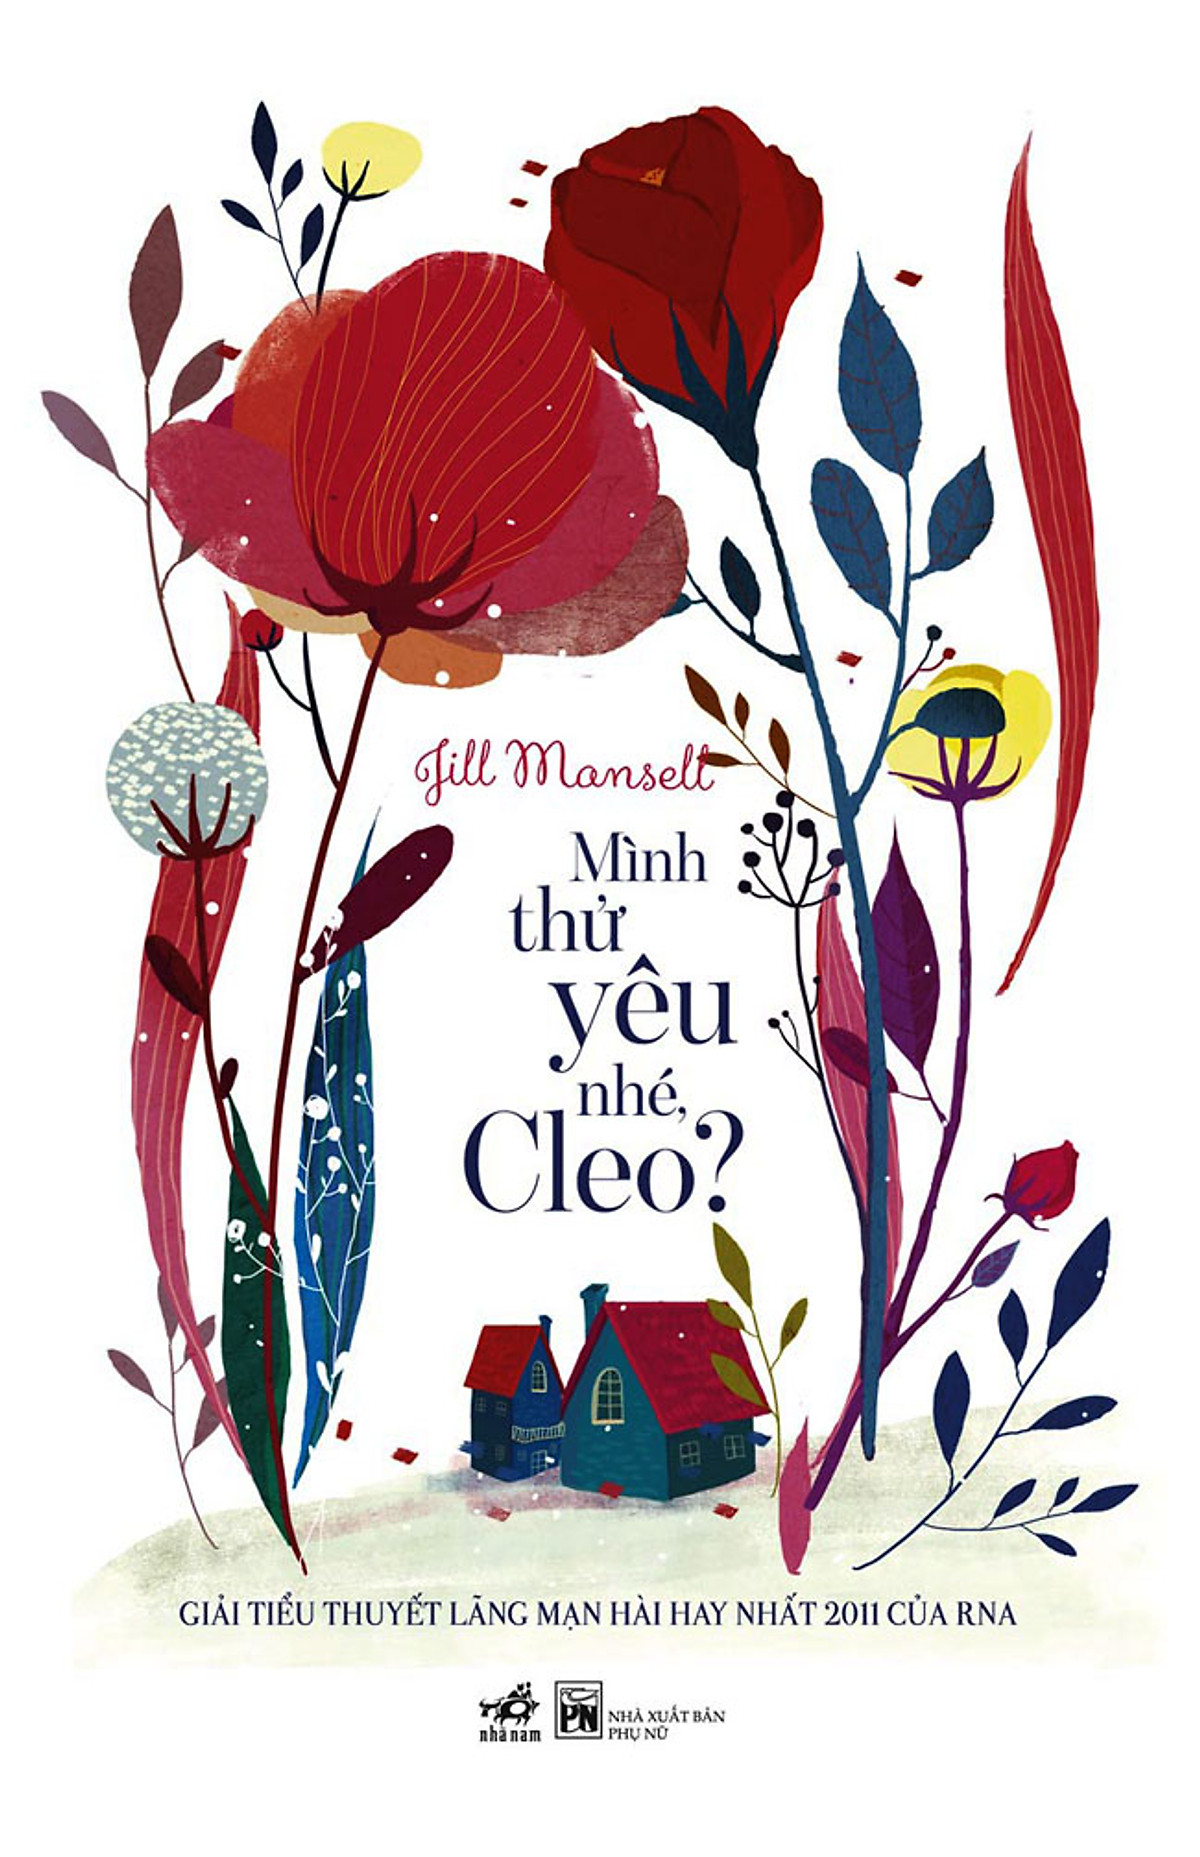 Jill Mansell
Mình
thử
yêu
nhé,
Cleo?
GIẢI TIỂU THUYẾT LÃNG MẠN HÀI HAY NHẤT 2011 CỦA RNA
nhã nam
PN
NHÀ XUẤT BẢN
PHỤ NỮ